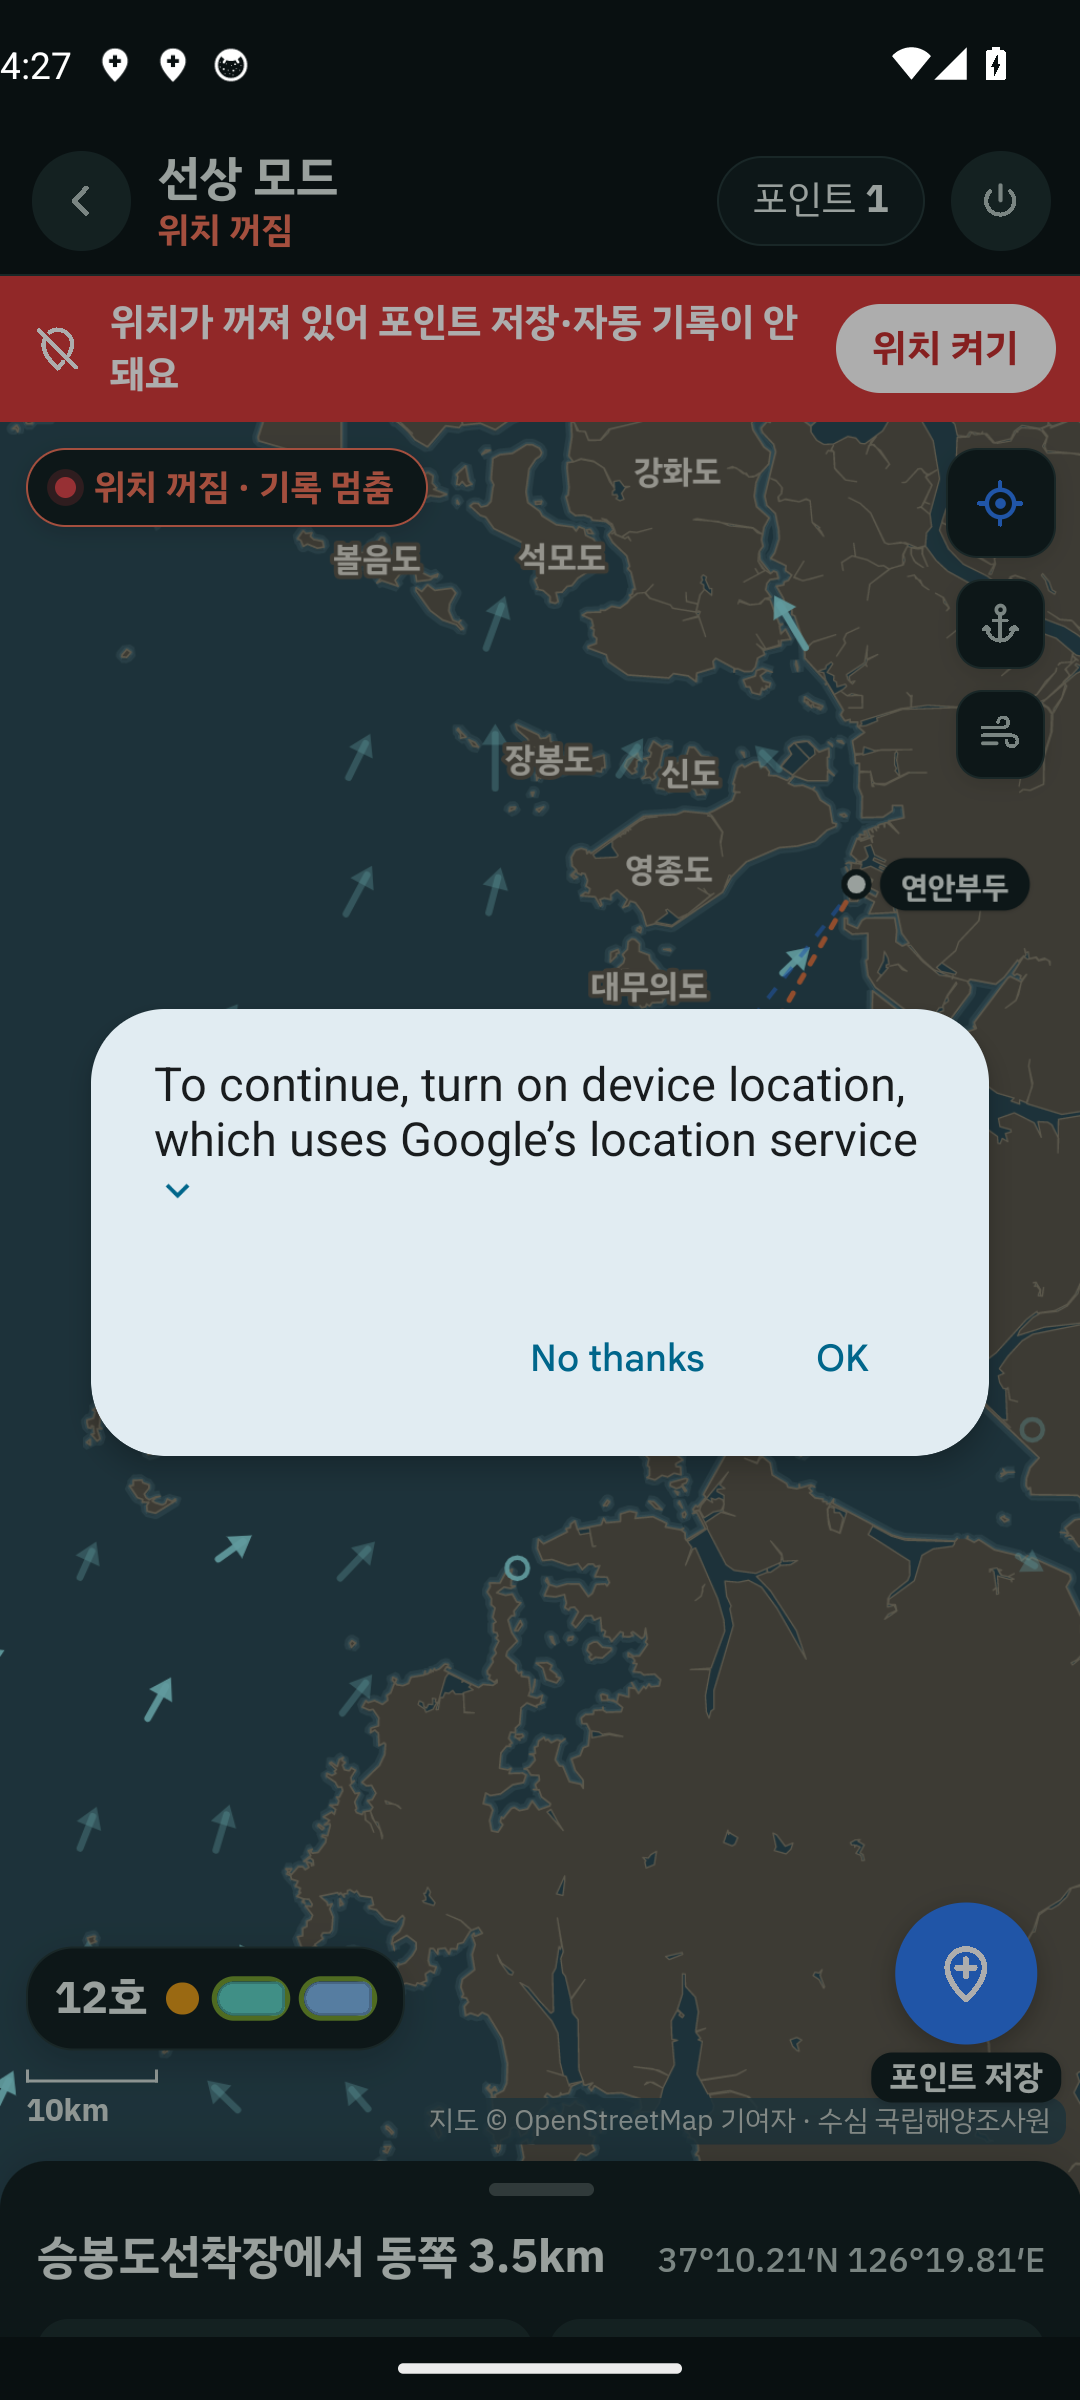 4:27
선상 모드
위치 꺼짐
포인트 1
위치가 꺼져 있어 포인트 저장·자동 기록이 안
돼요
위치 켜기
위치 꺼짐 · 기록 멈춤
강화도
볼음도
석모도
장봉도
신도
영종도
연안부두
대무의도
To continue, turn on device location,
which uses Google’s location service
No thanks
OK
12호
포인트 저장
10km
지도 © OpenStreetMap 기여자 · 수심 국립해양조사원
승봉도선착장에서 동쪽 3.5km
37°10.21′N 126°19.81′E